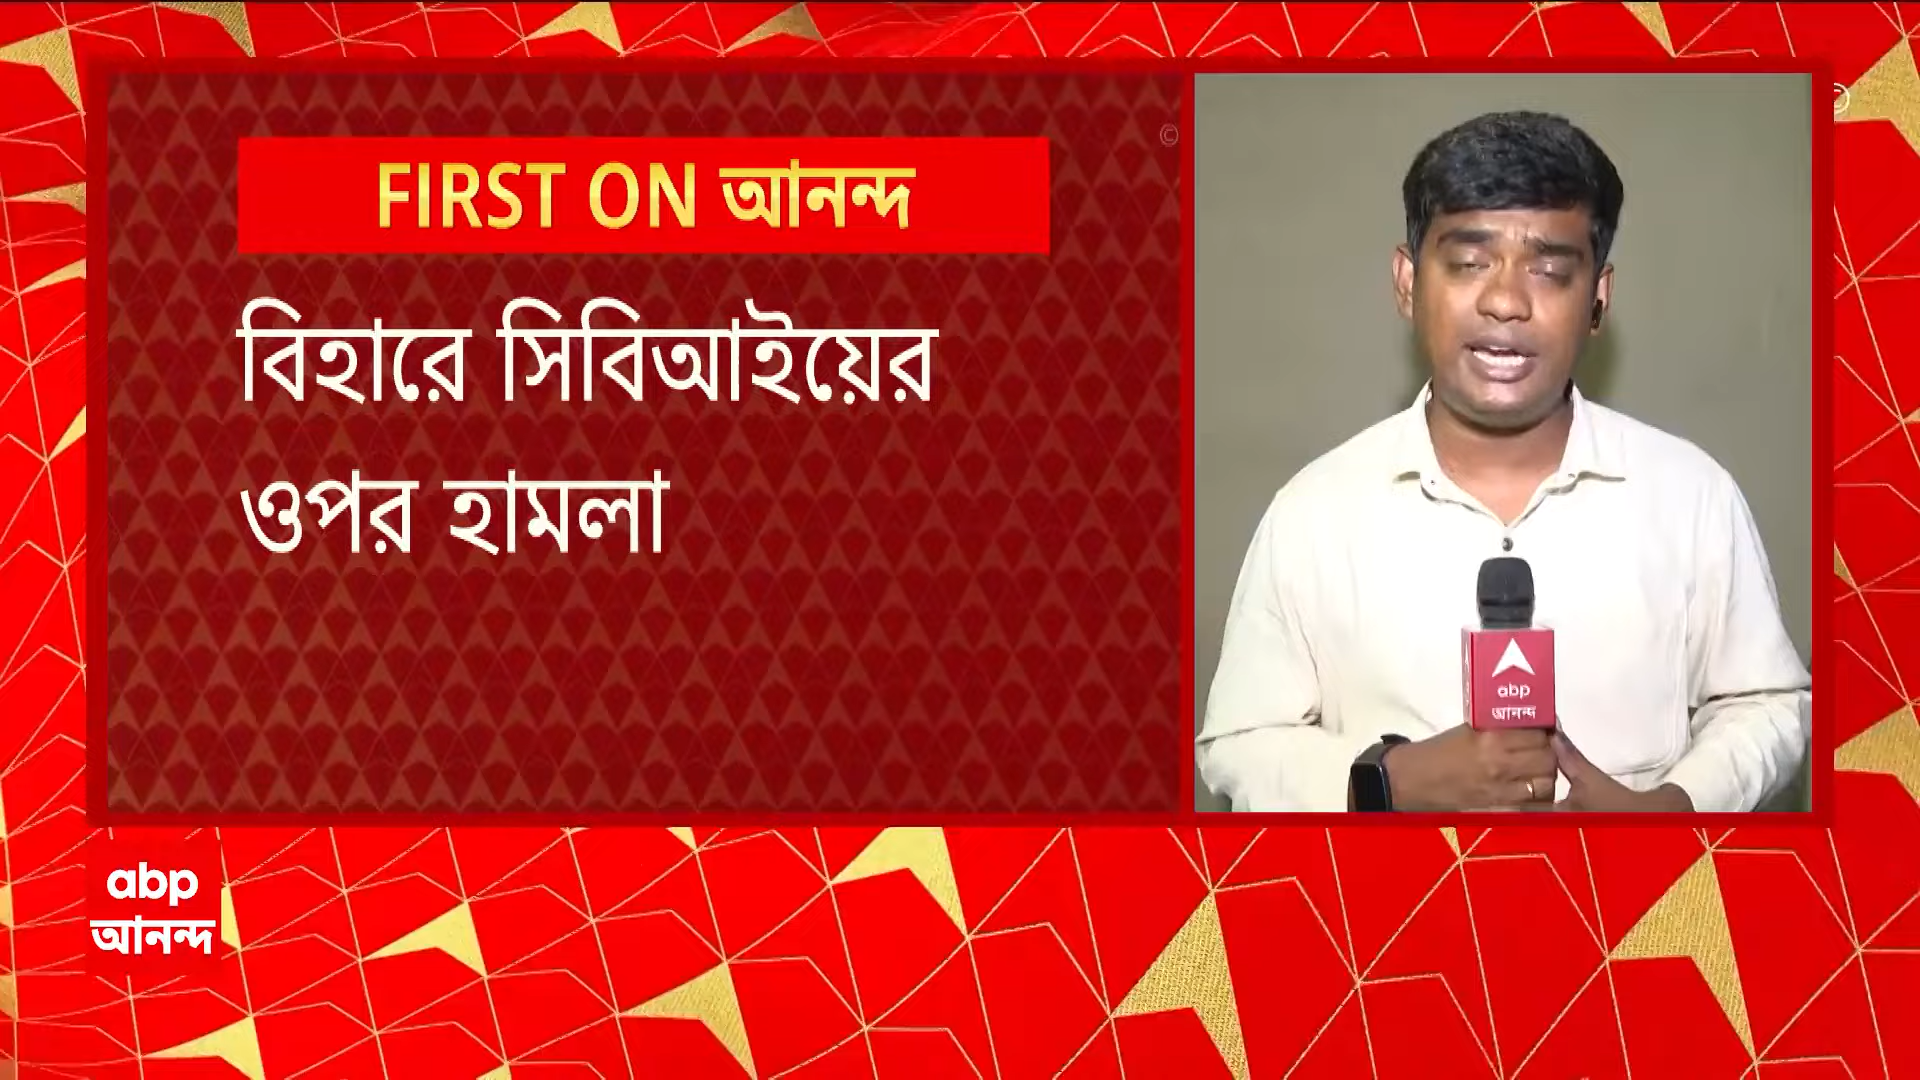 FIRST ON আনন্দ
বিহারে সিবিআইয়ের
ওপর হামলা
©
©
abp
আনন্দ
abp
আনন্দ